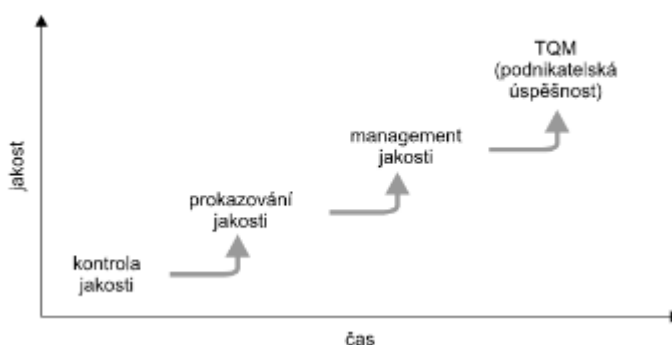 TQM
(podnikatelská
úspěšnost)
management
jakosti
prokazování
jakosti
kontrola
jakosti
jakost
čas